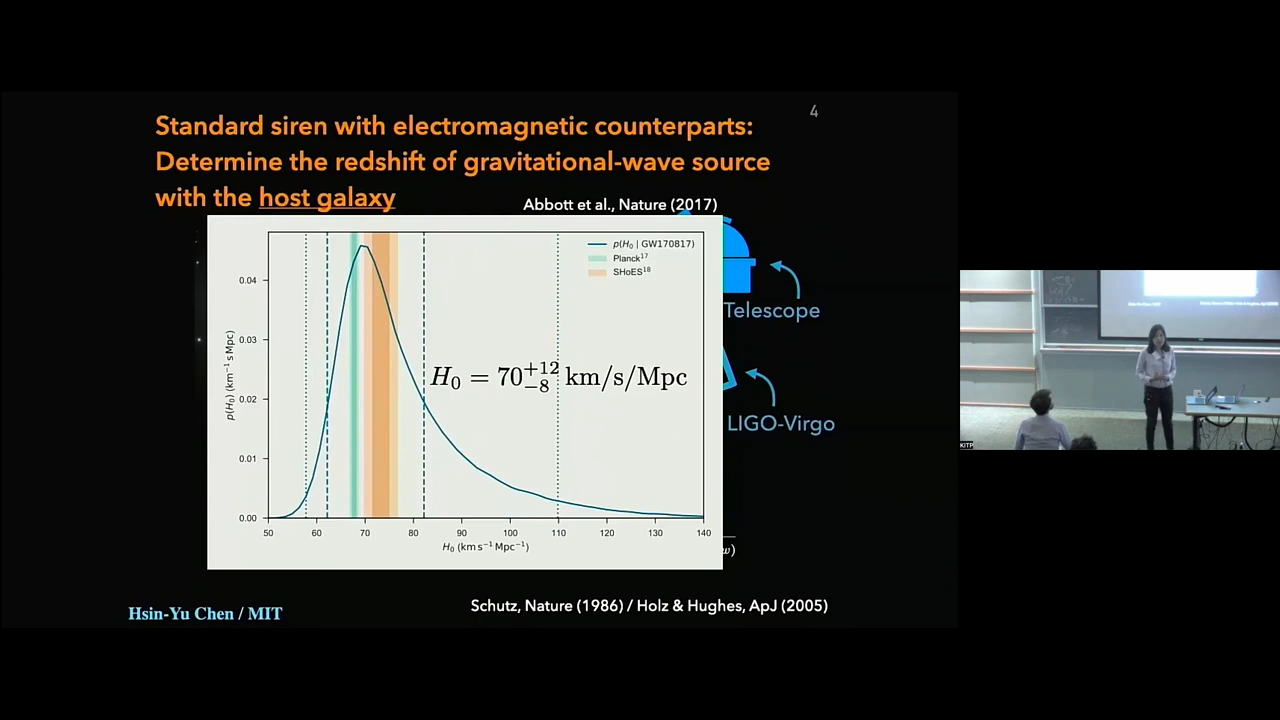 4
Standard siren with electromagnetic counterparts:
Determine the redshift of gravitational-wave source
with the host galaxy
Abbott et al., Nature (2017)
p(H₀ | GW170817)
Planck¹⁷
SHoES¹⁸
0.04
0.03
0.02
0.01
0.00
p(H₀) (km⁻¹ s Mpc)
H₀ = 70⁺¹²₋₈ km/s/Mpc
50 60 70 80 90 100 110 120 130 140
H₀ (km s⁻¹ Mpc⁻¹)
Telescope
LIGO-Virgo
w)
Schutz, Nature (1986) / Holz & Hughes, ApJ (2005)
Hsin-Yu Chen / MIT
KITP